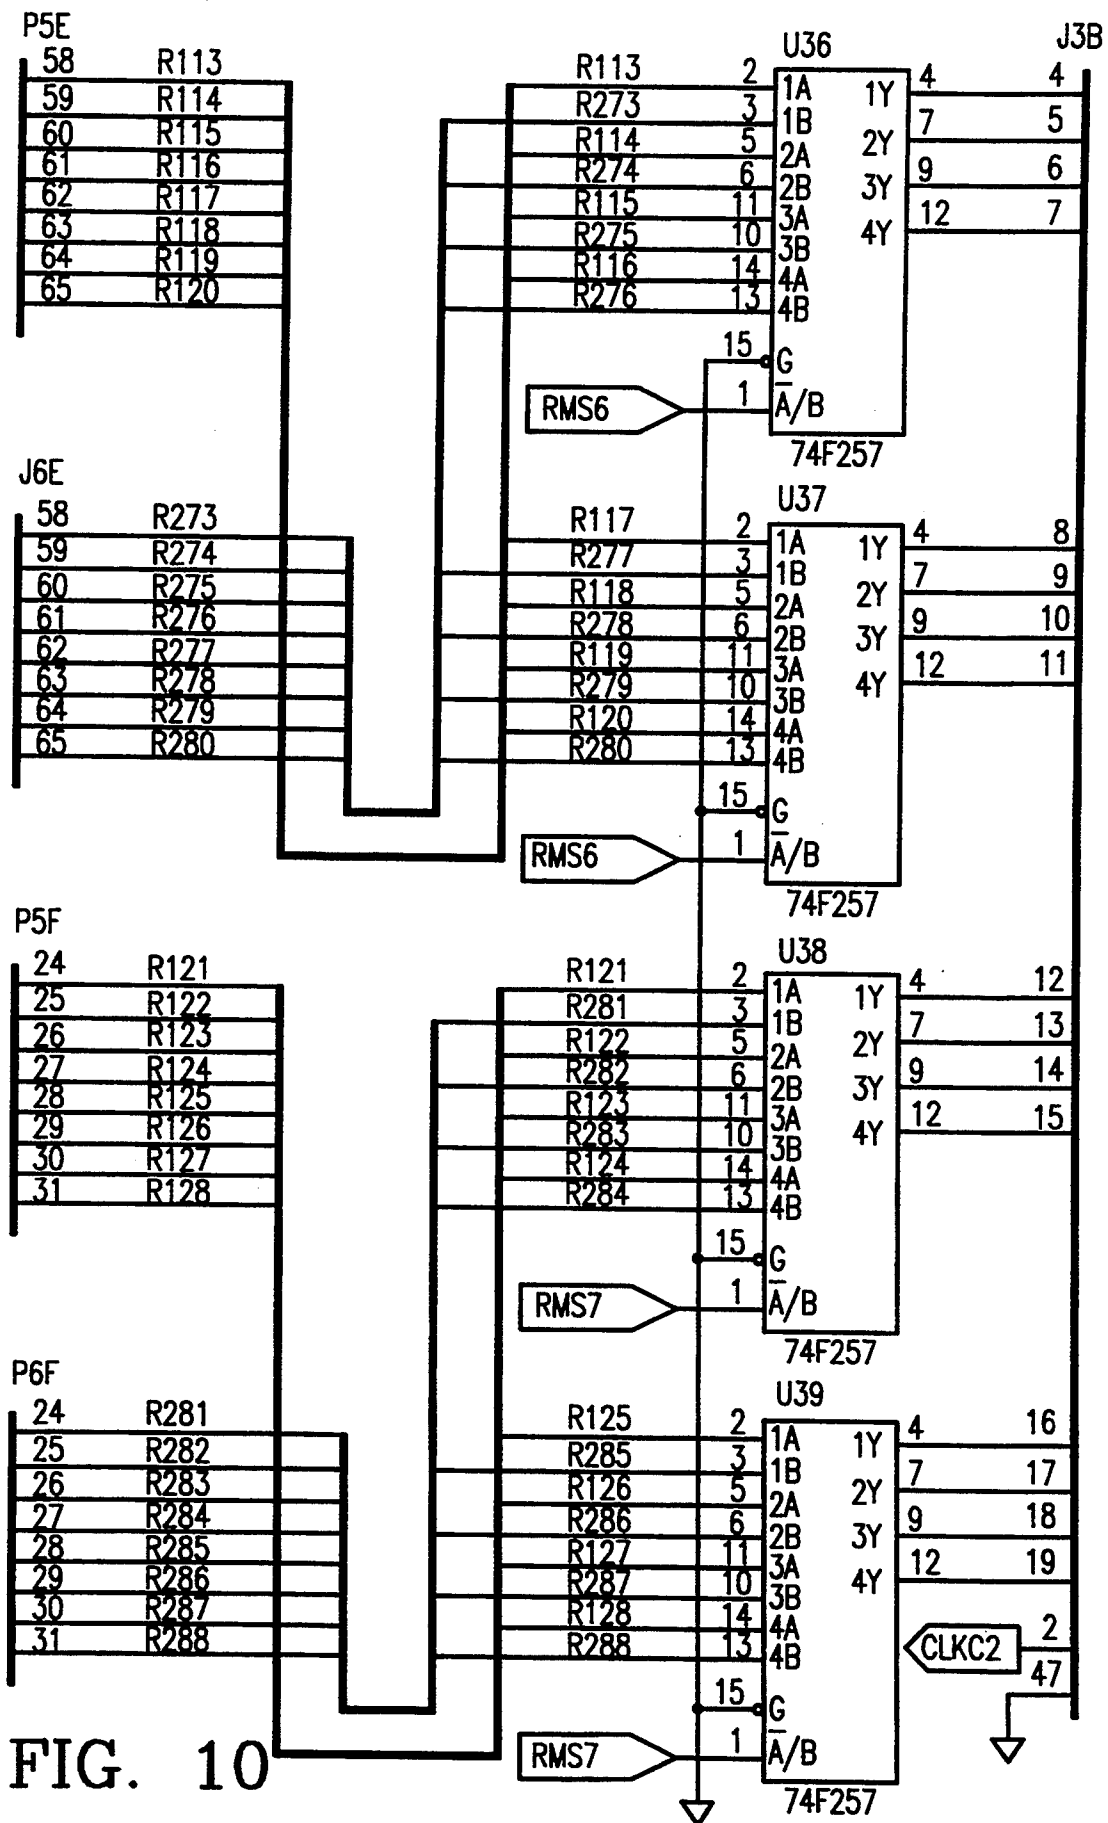 P5E
58 R113
59 R114
60 R115
61 R116
62 R117
63 R118
64 R119
65 R120
J6E
58 R273
59 R274
60 R275
61 R276
62 R277
63 R278
64 R279
65 R280
P5F
24 R121
25 R122
26 R123
27 R124
28 R125
29 R126
30 R127
31 R128
P6F
24 R281
25 R282
26 R283
27 R284
28 R285
29 R286
30 R287
31 R288
U36
R113 2 1A 1Y 4 4
R273 3 1B
R114 5 2A 2Y 7 5
R274 6 2B
R115 11 3A 3Y 9 6
R275 10 3B
R116 14 4A 4Y 12 7
R276 13 4B
15 G
RMS6 1 A̅/B
74F257
U37
R117 2 1A 1Y 4 8
R277 3 1B
R118 5 2A 2Y 7 9
R278 6 2B
R119 11 3A 3Y 9 10
R279 10 3B
R120 14 4A 4Y 12 11
R280 13 4B
15 G
RMS6 1 A̅/B
74F257
U38
R121 2 1A 1Y 4 12
R281 3 1B
R122 5 2A 2Y 7 13
R282 6 2B
R123 11 3A 3Y 9 14
R283 10 3B
R124 14 4A 4Y 12 15
R284 13 4B
15 G
RMS7 1 A̅/B
74F257
U39
R125 2 1A 1Y 4 16
R285 3 1B
R126 5 2A 2Y 7 17
R286 6 2B
R127 11 3A 3Y 9 18
R287 10 3B
R128 14 4A 4Y 12 19
R288 13 4B
15 G
RMS7 1 A̅/B
74F257
J3B
CLKC2 2
47
FIG. 10